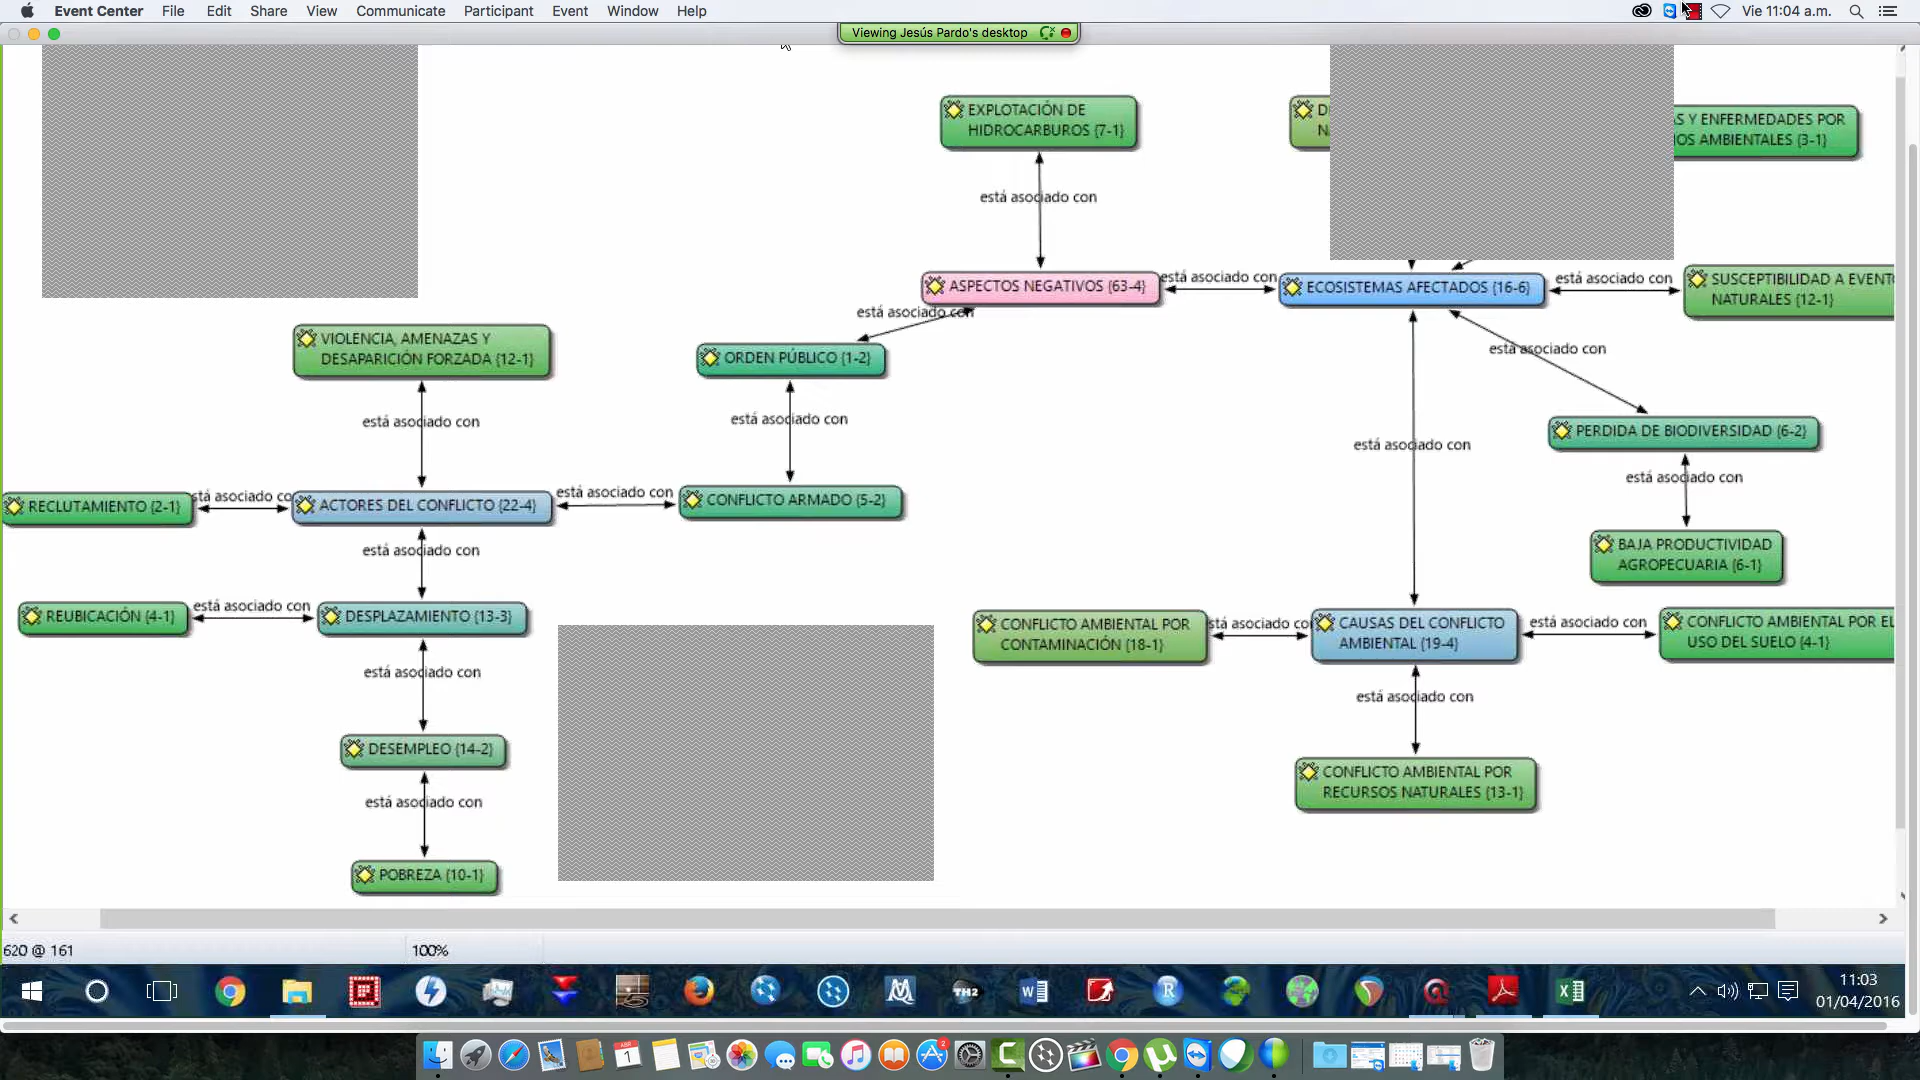 Event Center File Edit Share View Communicate Participant Event Window Help
Vie 11:04 a.m.
Viewing Jesús Pardo's desktop
EXPLOTACIÓN DE
HIDROCARBUROS {7-1}
Y ENFERMEDADES POR
AMBIENTALES {3-1}
está asociado con
ASPECTOS NEGATIVOS {63-4}
está asociado con
ECOSISTEMAS AFECTADOS {16-6}
está asociado con
SUSCEPTIBILIDAD A EVENTO
NATURALES {12-1}
está asociado con
VIOLENCIA, AMENAZAS Y
DESAPARICIÓN FORZADA {12-1}
ORDEN PÚBLICO {1-2}
está asociado con
está asociado con
está asociado con
está asociado con
PERDIDA DE BIODIVERSIDAD {6-2}
está asociado con
RECLUTAMIENTO {2-1}
stá asociado co
ACTORES DEL CONFLICTO {22-4}
está asociado con
CONFLICTO ARMADO {5-2}
está asociado con
BAJA PRODUCTIVIDAD
AGROPECUARIA {6-1}
está asociado con
REUBICACIÓN {4-1}
está asociado con
DESPLAZAMIENTO {13-3}
CONFLICTO AMBIENTAL POR
CONTAMINACIÓN {18-1}
stá asociado co
CAUSAS DEL CONFLICTO
AMBIENTAL {19-4}
está asociado con
CONFLICTO AMBIENTAL POR EL
USO DEL SUELO {4-1}
está asociado con
está asociado con
DESEMPLEO {14-2}
CONFLICTO AMBIENTAL POR
RECURSOS NATURALES {13-1}
está asociado con
POBREZA {10-1}
620 @ 161
100%
TH2
11:03
01/04/2016